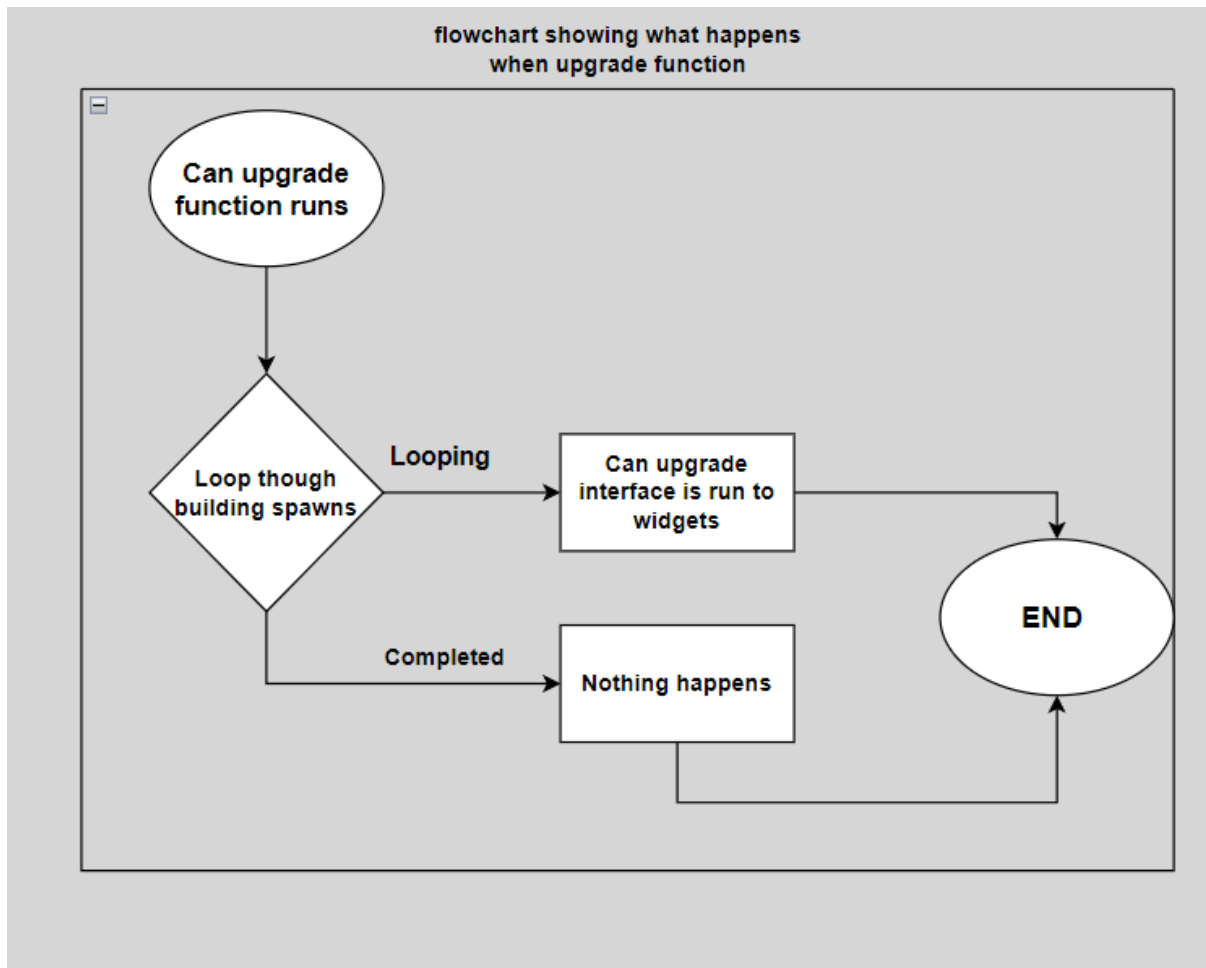 flowchart showing what happens
when upgrade function
Can upgrade
function runs
Loop though
building spawns
Looping
Can upgrade
interface is run to
widgets
Completed
Nothing happens
END